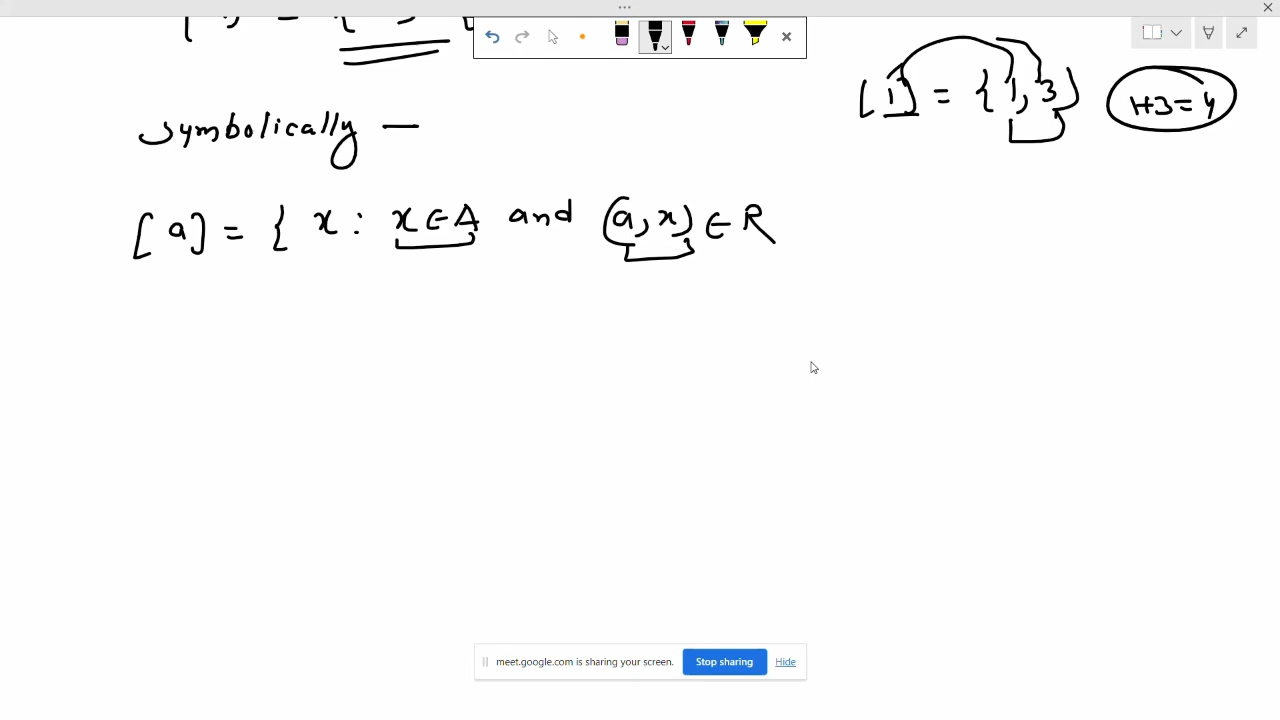 [1] = {1, 3} 1+3=4
Symbolically —
[a] = { x : x ∈ A and (a, x) ∈ R
meet.google.com is sharing your screen. Stop sharing Hide